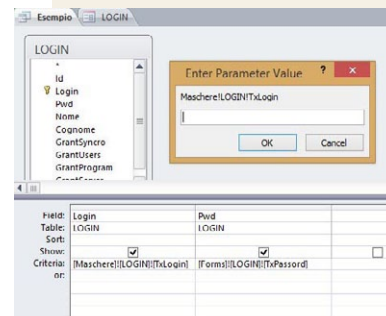 Esempio LOGIN
LOGIN
*
Id
Login
Pwd
Nome
Cognome
GrantSyncro
GrantUsers
GrantProgram
Enter Parameter Value ? ×
Maschere!LOGIN!TxLogin
OK Cancel
Field: Login Pwd
Table: LOGIN LOGIN
Sort:
Show:
Criteria: [Maschere]![LOGIN]![TxLogin] [Forms]![LOGIN]![TxPassord]
or: